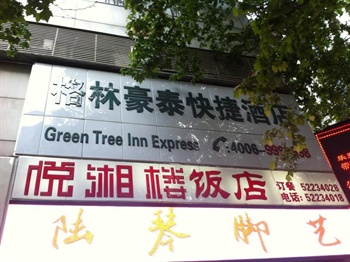 格林豪泰快捷酒店
Green Tree Inn Express
悦湘楼饭店
订餐 52234028
电话: 52234018
陆琴脚艺